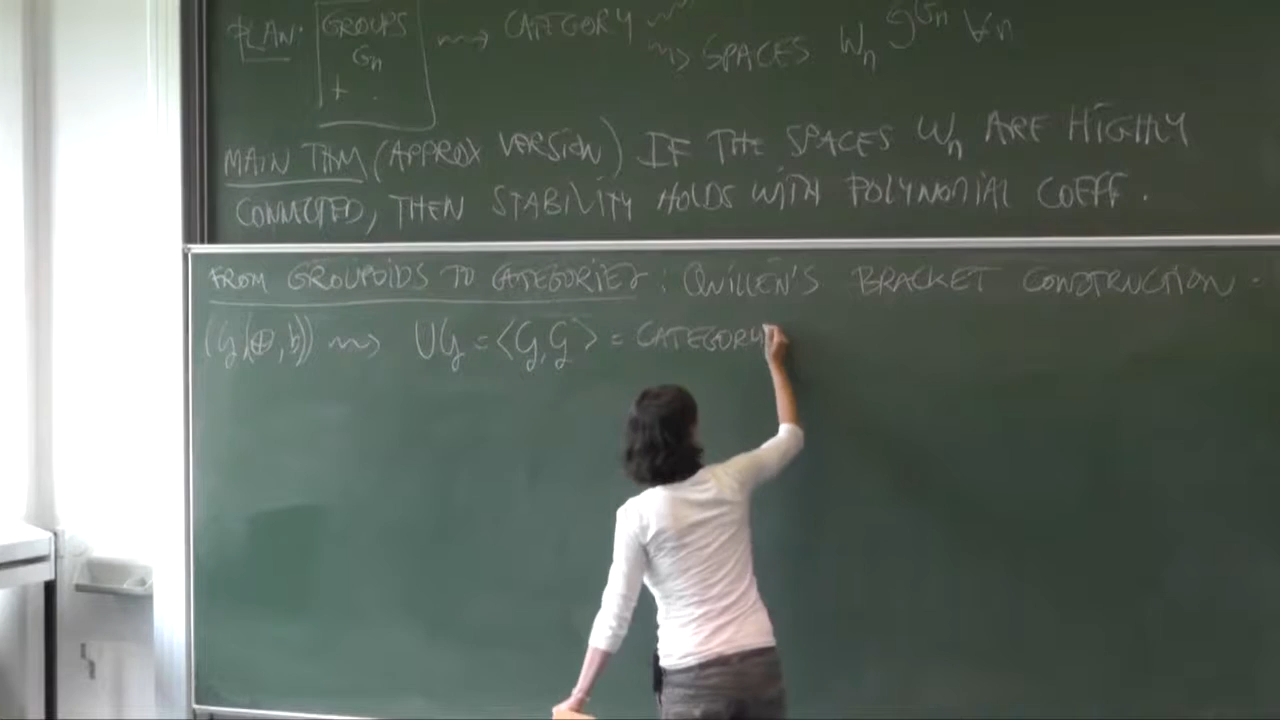 PLAN: GROUPS ⇝ CATEGORY ⇝
Gn ⇝ SPACES Wn ↺ Gn ∀n
+
MAIN THM (APPROX VERSION) IF THE SPACES Wn ARE HIGHLY
CONNECTED, THEN STABILITY HOLDS WITH POLYNOMIAL COEFF.
FROM GROUPOIDS TO CATEGORIES: QUILLEN'S BRACKET CONSTRUCTION.
(G,⊕,b) ⇝ UG = <G,G> = CATEGORY